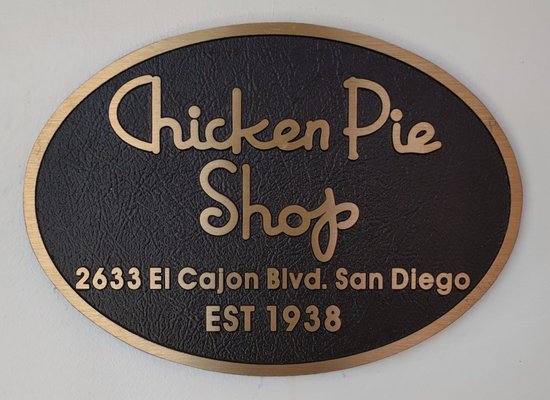 Chicken Pie
Shop
2633 El Cajon Blvd. San Diego
EST 1938